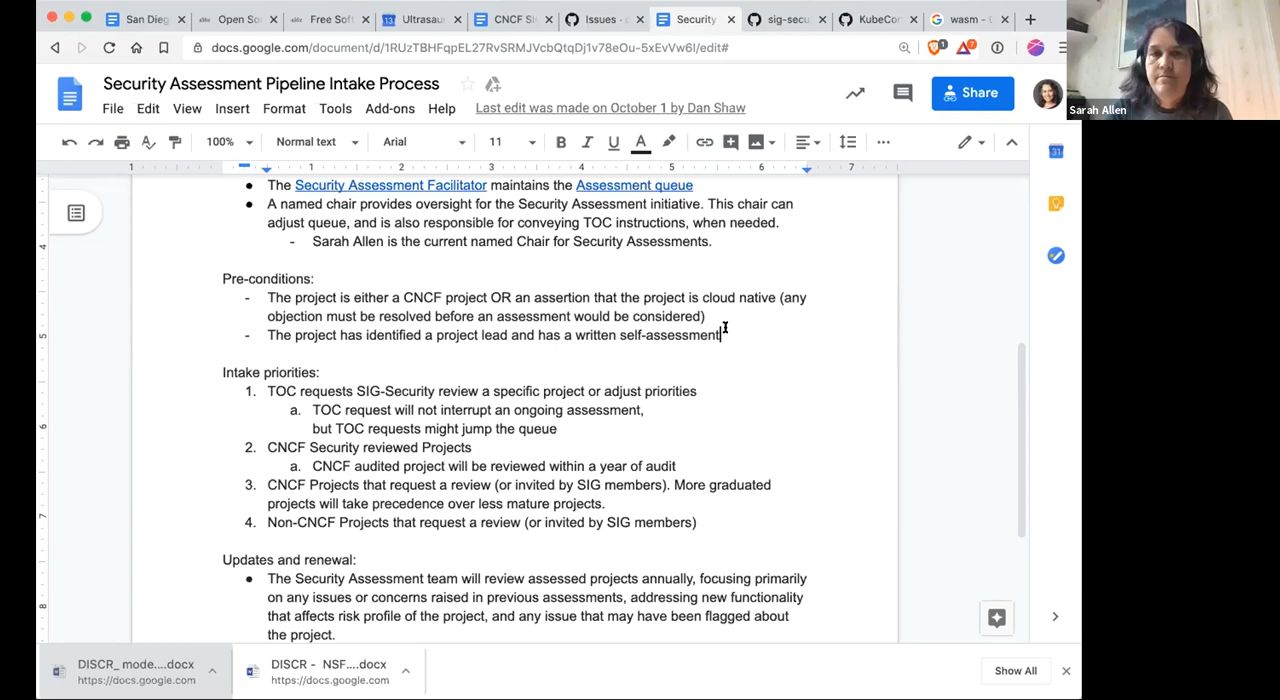 San Dieg
Open So
Free Soft
Ultrasau
CNCF SI
Issues ·
Security
sig-secu
KubeCon
wasm -
docs.google.com/document/d/1RUzTBHFqpEL27RvSRMJVcbQtqDj1v78eOu-5xEvVw6I/edit#
Sarah Allen
Security Assessment Pipeline Intake Process
Share
File Edit View Insert Format Tools Add-ons Help Last edit was made on October 1 by Dan Shaw
100% Normal text Arial 11 B I U A
1 1 2 3 4 5 6 7
The Security Assessment Facilitator maintains the Assessment queue
A named chair provides oversight for the Security Assessment initiative. This chair can
adjust queue, and is also responsible for conveying TOC instructions, when needed.
- Sarah Allen is the current named Chair for Security Assessments.
Pre-conditions:
- The project is either a CNCF project OR an assertion that the project is cloud native (any
objection must be resolved before an assessment would be considered)
- The project has identified a project lead and has a written self-assessment
Intake priorities:
1. TOC requests SIG-Security review a specific project or adjust priorities
a. TOC request will not interrupt an ongoing assessment,
but TOC requests might jump the queue
2. CNCF Security reviewed Projects
a. CNCF audited project will be reviewed within a year of audit
3. CNCF Projects that request a review (or invited by SIG members). More graduated
projects will take precedence over less mature projects.
4. Non-CNCF Projects that request a review (or invited by SIG members)
Updates and renewal:
● The Security Assessment team will review assessed projects annually, focusing primarily
on any issues or concerns raised in previous assessments, addressing new functionality
that affects risk profile of the project, and any issue that may have been flagged about
the project.
4
5
6
7
8
DISCR_ mode....docx
https://docs.google.com
DISCR - NSF....docx
https://docs.google.com
Show All